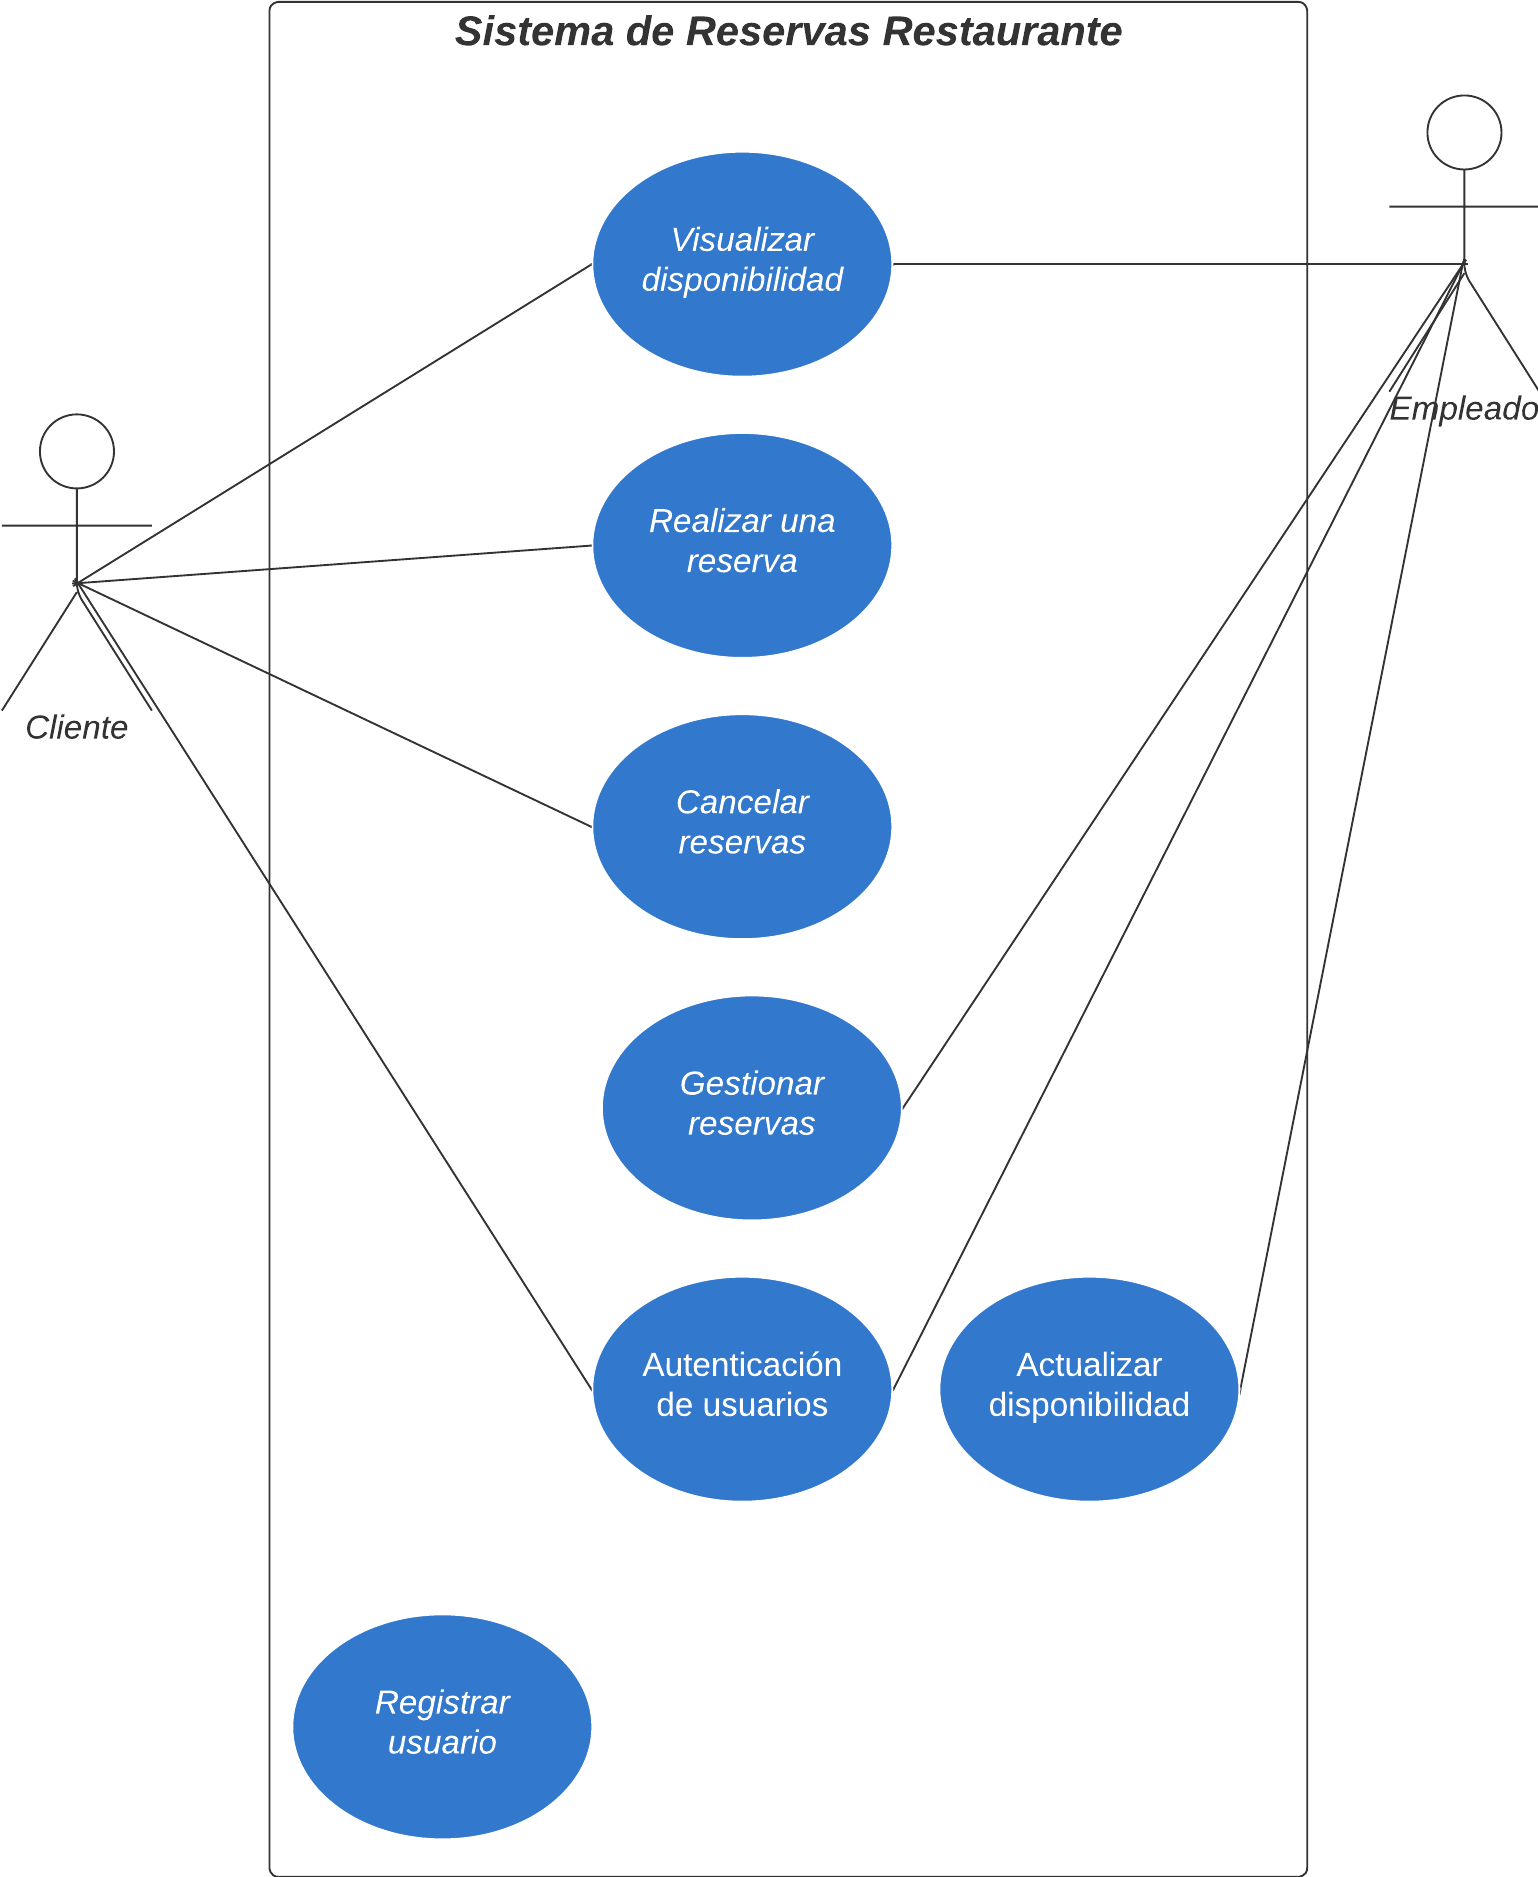 Sistema de Reservas Restaurante
Visualizar
disponibilidad
Empleado
Realizar una
reserva
Cliente
Cancelar
reservas
Gestionar
reservas
Autenticación
de usuarios
Actualizar
disponibilidad
Registrar
usuario